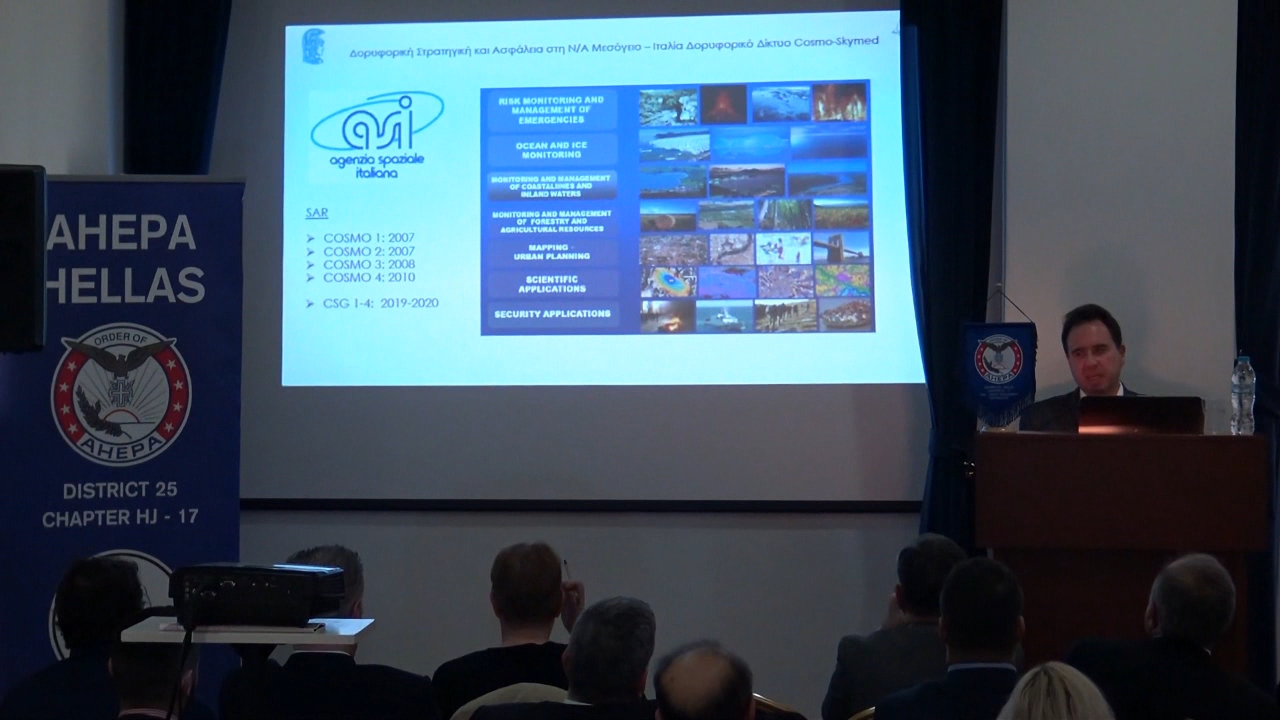 Δορυφορική Στρατηγική και Ασφάλεια στη Ν/Α Μεσόγειο – Ιταλία Δορυφορικό Δίκτυο Cosmo-Skymed
asi
agenzia spaziale
italiana
SAR
➢ COSMO 1: 2007
➢ COSMO 2: 2007
➢ COSMO 3: 2008
➢ COSMO 4: 2010
➢ CSG 1-4: 2019-2020
RISK MONITORING AND
MANAGEMENT OF
EMERGENCIES
OCEAN AND ICE
MONITORING
MONITORING AND MANAGEMENT
OF COASTALINES AND
INLAND WATERS
MONITORING AND MANAGEMENT
OF FORESTRY AND
AGRICULTURAL RESOURCES
MAPPING -
URBAN PLANNING
SCIENTIFIC
APPLICATIONS
SECURITY APPLICATIONS
AHEPA
HELLAS
ORDER OF
AHEPA
DISTRICT 25
CHAPTER HJ - 17
AHEPA